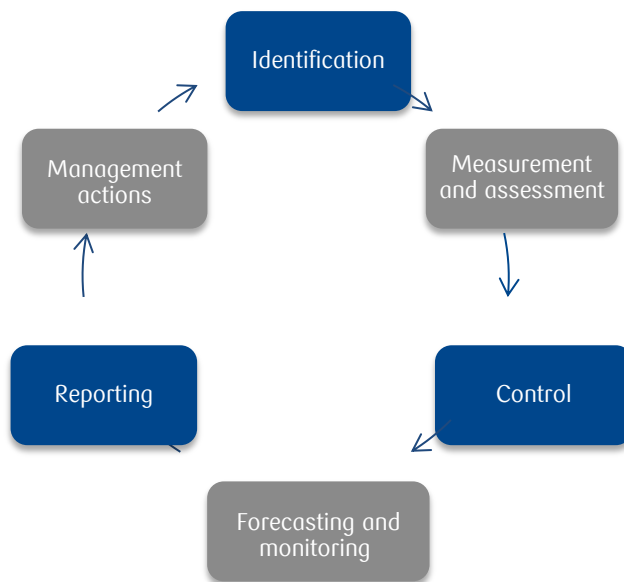 Identification
Measurement
and assessment
Control
Forecasting and
monitoring
Reporting
Management
actions